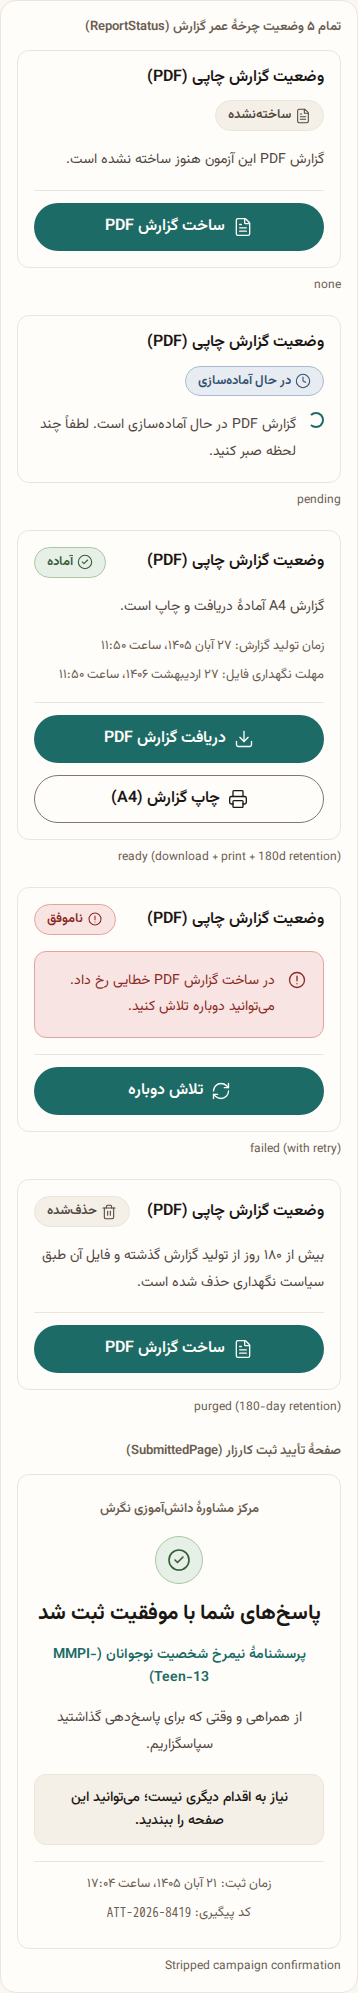 تمام ۵ وضعیت چرخهٔ عمر گزارش (ReportStatus)
وضعیت گزارش چاپی (PDF)
ساخته‌نشده
گزارش PDF این آزمون هنوز ساخته نشده است.
ساخت گزارش PDF
none
وضعیت گزارش چاپی (PDF)
در حال آماده‌سازی
گزارش PDF در حال آماده‌سازی است. لطفاً چند
لحظه صبر کنید.
pending
وضعیت گزارش چاپی (PDF)
آماده
گزارش A4 آمادهٔ دریافت و چاپ است.
زمان تولید گزارش: ۲۷ آبان ۱۴۰۵، ساعت ۱۱:۵۰
مهلت نگهداری فایل: ۲۷ اردیبهشت ۱۴۰۶، ساعت ۱۱:۵۰
دریافت گزارش PDF
چاپ گزارش (A4)
ready (download + print + 180d retention)
وضعیت گزارش چاپی (PDF)
ناموفق
در ساخت گزارش PDF خطایی رخ داد.
می‌توانید دوباره تلاش کنید.
تلاش دوباره
failed (with retry)
وضعیت گزارش چاپی (PDF)
حذف‌شده
بیش از ۱۸۰ روز از تولید گزارش گذشته و فایل آن طبق
سیاست نگهداری حذف شده است.
ساخت گزارش PDF
purged (180-day retention)
صفحهٔ تأیید ثبت کارزار (SubmittedPage)
مرکز مشاورهٔ دانش‌آموزی نگرش
پاسخ‌های شما با موفقیت ثبت شد
پرسشنامهٔ نیمرخ شخصیت نوجوانان (MMPI-
Teen-13)
از همراهی و وقتی که برای پاسخ‌دهی گذاشتید
سپاسگزاریم.
نیاز به اقدام دیگری نیست؛ می‌توانید این
صفحه را ببندید.
زمان ثبت: ۲۱ آبان ۱۴۰۵، ساعت ۱۷:۰۴
کد پیگیری: ATT-2026-8419
Stripped campaign confirmation